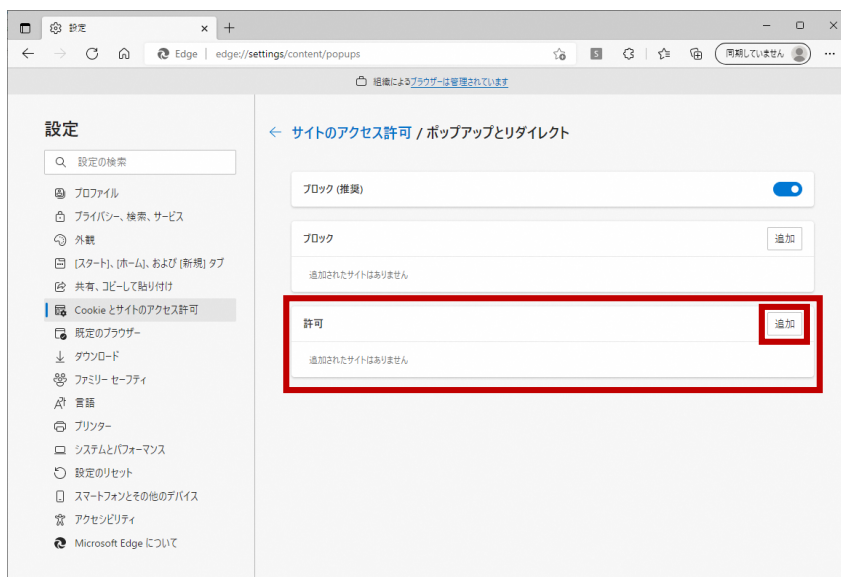 設定
Edge | edge://settings/content/popups
5
同期していません
組織によるブラウザーは管理されています
設定
設定の検索
プロファイル
プライバシー、検索、サービス
外観
[スタート]、[ホーム]、および [新規] タブ
共有、コピーして貼り付け
Cookie とサイトのアクセス許可
既定のブラウザー
ダウンロード
ファミリー セーフティ
言語
プリンター
システムとパフォーマンス
設定のリセット
スマートフォンとその他のデバイス
アクセシビリティ
Microsoft Edge について
サイトのアクセス許可 / ポップアップとリダイレクト
ブロック (推奨)
ブロック
追加
追加されたサイトはありません
許可
追加
追加されたサイトはありません